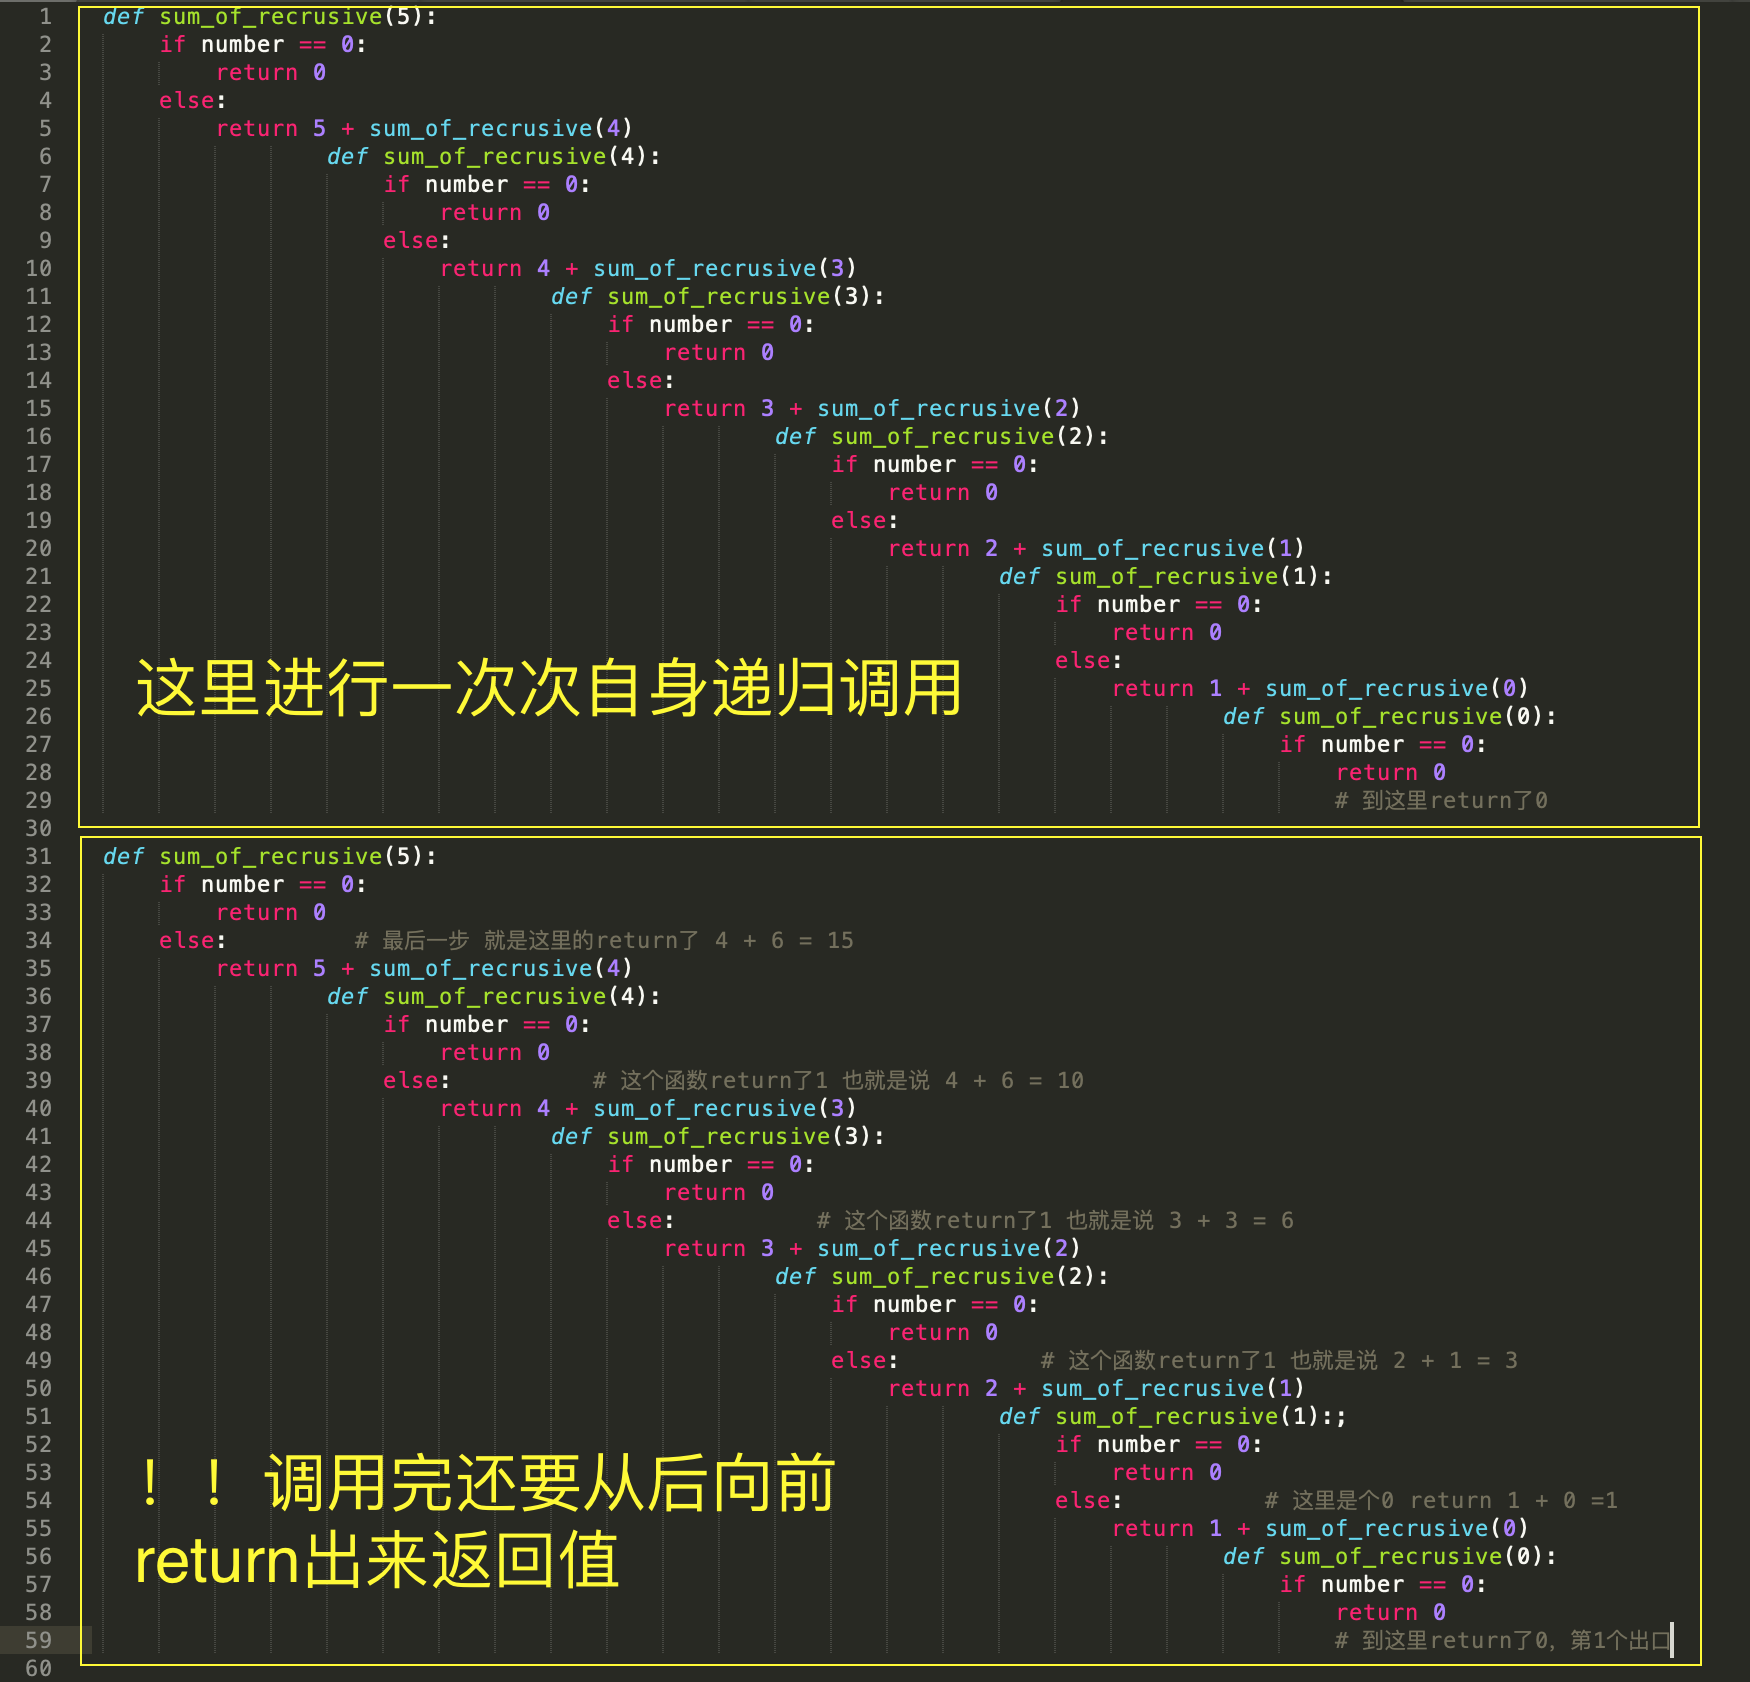 1 def sum_of_recrusive(5):
2 if number == 0:
3 return 0
4 else:
5 return 5 + sum_of_recrusive(4)
6 def sum_of_recrusive(4):
7 if number == 0:
8 return 0
9 else:
10 return 4 + sum_of_recrusive(3)
11 def sum_of_recrusive(3):
12 if number == 0:
13 return 0
14 else:
15 return 3 + sum_of_recrusive(2)
16 def sum_of_recrusive(2):
17 if number == 0:
18 return 0
19 else:
20 return 2 + sum_of_recrusive(1)
21 def sum_of_recrusive(1):
22 if number == 0:
23 return 0
24 else:
这里进行一次次自身递归调用
25 return 1 + sum_of_recrusive(0)
26 def sum_of_recrusive(0):
27 if number == 0:
28 return 0
29 # 到这里return了0
30
31 def sum_of_recrusive(5):
32 if number == 0:
33 return 0
34 else: # 最后一步 就是这里的return了 4 + 6 = 15
35 return 5 + sum_of_recrusive(4)
36 def sum_of_recrusive(4):
37 if number == 0:
38 return 0
39 else: # 这个函数return了1 也就是说 4 + 6 = 10
40 return 4 + sum_of_recrusive(3)
41 def sum_of_recrusive(3):
42 if number == 0:
43 return 0
44 else: # 这个函数return了1 也就是说 3 + 3 = 6
45 return 3 + sum_of_recrusive(2)
46 def sum_of_recrusive(2):
47 if number == 0:
48 return 0
49 else: # 这个函数return了1 也就是说 2 + 1 = 3
50 return 2 + sum_of_recrusive(1)
51 def sum_of_recrusive(1):;
52 if number == 0:
53 return 0
！！调用完还要从后向前
54 else: # 这里是个0 return 1 + 0 =1
55 return 1 + sum_of_recrusive(0)
56 def sum_of_recrusive(0):
return出来返回值
57 if number == 0:
58 return 0
59 # 到这里return了0, 第1个出口
60